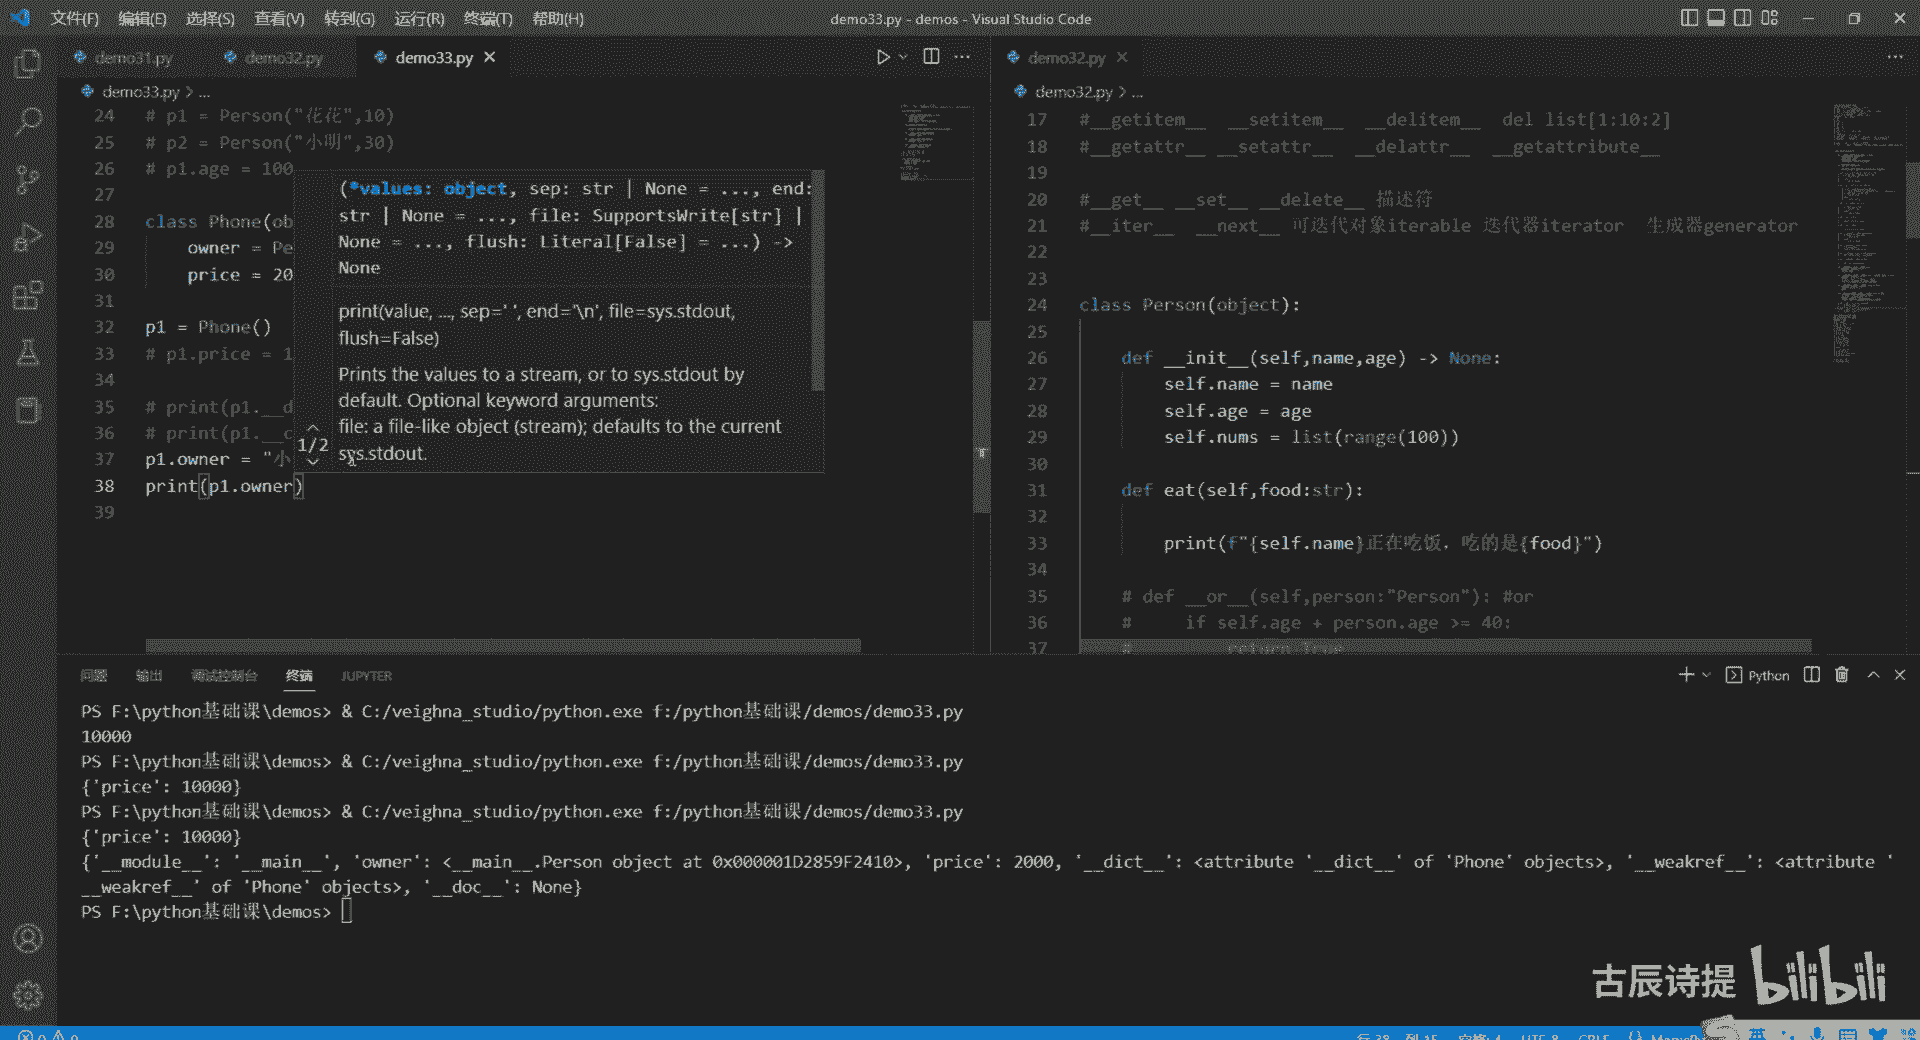 文件(F) 编辑(E) 选择(S) 查看(V) 转到(G) 运行(R) 终端(T) 帮助(H) demo33.py - demos - Visual Studio Code
demo31.py demo32.py demo33.py
demo33.py > ...
24 # p1 = Person("花花",10)
25 # p2 = Person("小明",30)
26 # p1.age = 100
27
28 class Phone(ob
29 owner = Pe
30 price = 20
31
32 p1 = Phone()
33 # p1.price = 1
34
35 # print(p1.__d
36 # print(p1.__c
37 p1.owner = "小
38 print(p1.owner)
39
(*values: object, sep: str | None = ..., end:
str | None = ..., file: SupportsWrite[str] |
None = ..., flush: Literal[False] = ...) ->
None
print(value, ..., sep=' ', end='\n', file=sys.stdout,
flush=False)
Prints the values to a stream, or to sys.stdout by
default. Optional keyword arguments:
file: a file-like object (stream); defaults to the current
1/2 sys.stdout.
demo32.py
demo32.py > ...
17 #__getitem__ __setitem__ __delitem__ del list[1:10:2]
18 #__getattr__ __setattr__ __delattr__ __getattribute__
19
20 #__get__ __set__ __delete__ 描述符
21 #__iter__ __next__ 可迭代对象iterable 迭代器iterator 生成器generator
22
23
24 class Person(object):
25
26 def __init__(self,name,age) -> None:
27 self.name = name
28 self.age = age
29 self.nums = list(range(100))
30
31 def eat(self,food:str):
32
33 print(f"{self.name}正在吃饭，吃的是{food}")
34
35 # def __or__(self,person:"Person"): #or
36 # if self.age + person.age >= 40:
37 # return True
问题 输出 调试控制台 终端 JUPYTER
Python
PS F:\python基础课\demos> & C:/veighna_studio/python.exe f:/python基础课/demos/demo33.py
10000
PS F:\python基础课\demos> & C:/veighna_studio/python.exe f:/python基础课/demos/demo33.py
{'price': 10000}
PS F:\python基础课\demos> & C:/veighna_studio/python.exe f:/python基础课/demos/demo33.py
{'price': 10000}
{'__module__': '__main__', 'owner': <__main__.Person object at 0x000001D2859F2410>, 'price': 2000, '__dict__': <attribute '__dict__' of 'Phone' objects>, '__weakref__': <attribute '
__weakref__' of 'Phone' objects>, '__doc__': None}
PS F:\python基础课\demos>
古辰诗提 bilibili